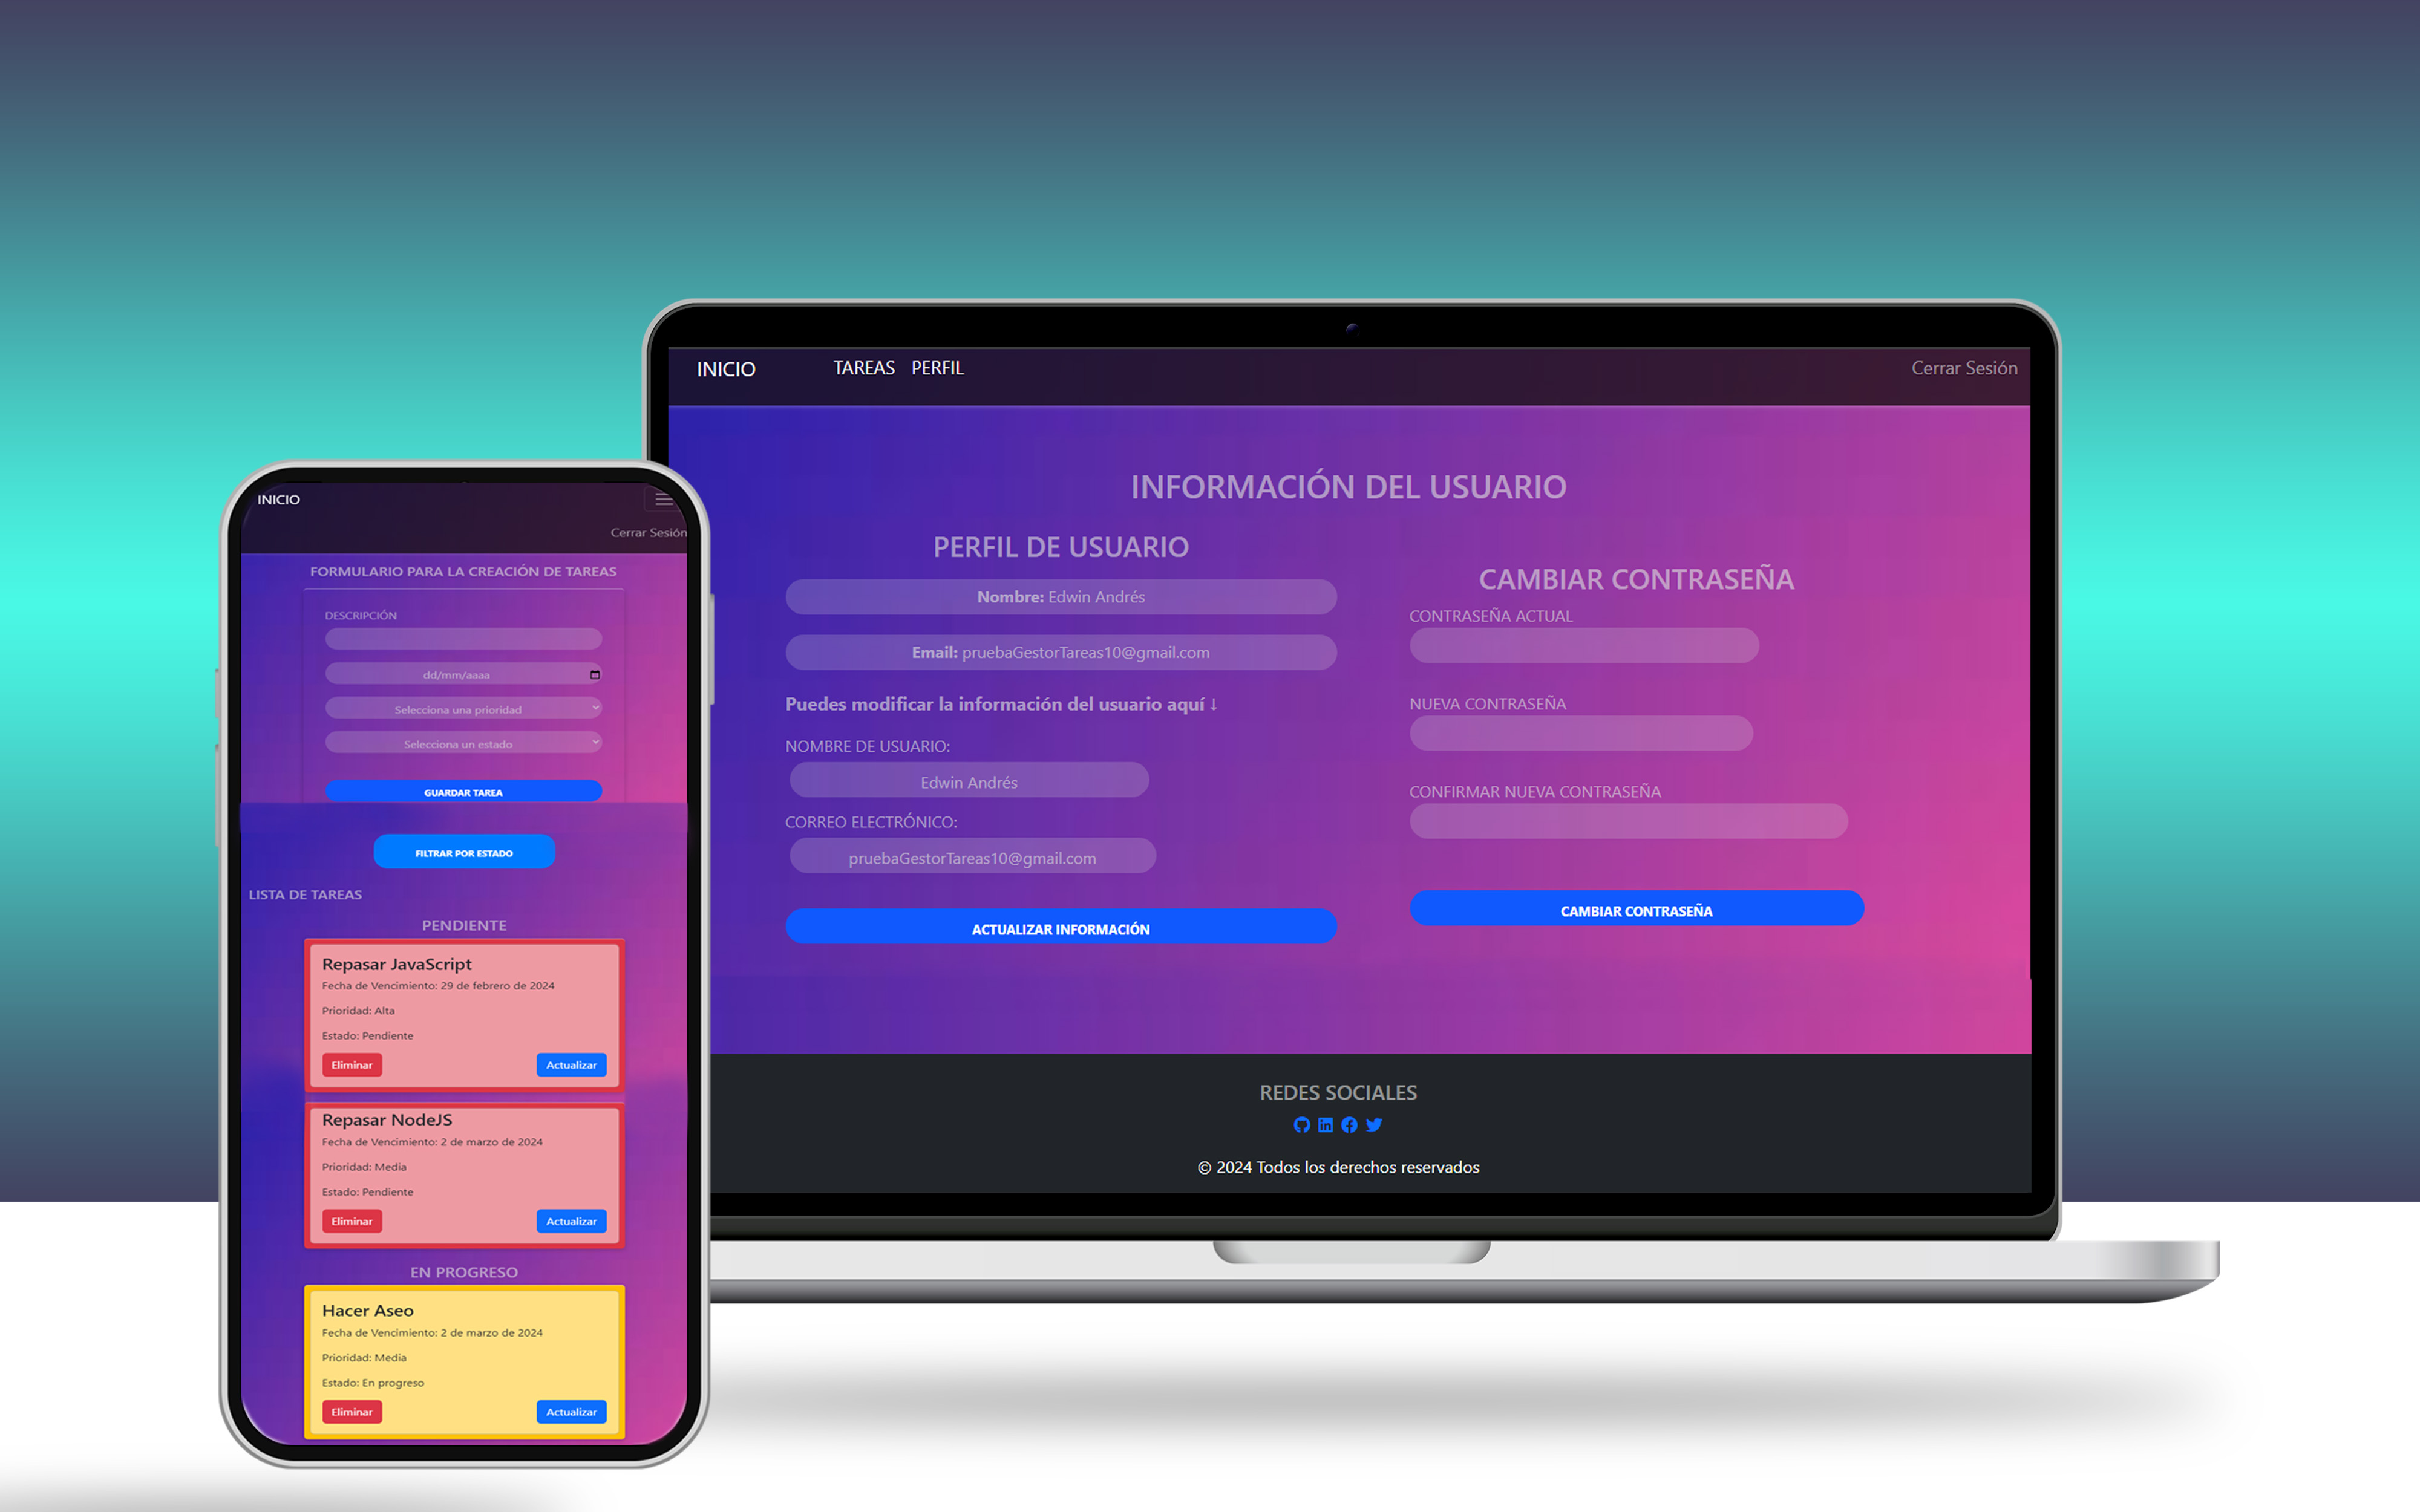 INICIO
TAREAS PERFIL
Cerrar Sesión
INFORMACIÓN DEL USUARIO
PERFIL DE USUARIO
Nombre: Edwin Andrés
Email: pruebaGestorTareas10@gmail.com
Puedes modificar la información del usuario aquí ↓
NOMBRE DE USUARIO:
Edwin Andrés
CORREO ELECTRÓNICO:
pruebaGestorTareas10@gmail.com
ACTUALIZAR INFORMACIÓN
CAMBIAR CONTRASEÑA
CONTRASEÑA ACTUAL
NUEVA CONTRASEÑA
CONFIRMAR NUEVA CONTRASEÑA
CAMBIAR CONTRASEÑA
REDES SOCIALES
© 2024 Todos los derechos reservados
INICIO
Cerrar Sesión
FORMULARIO PARA LA CREACIÓN DE TAREAS
DESCRIPCIÓN
dd/mm/aaaa
Selecciona una prioridad
Selecciona un estado
GUARDAR TAREA
FILTRAR POR ESTADO
LISTA DE TAREAS
PENDIENTE
Repasar JavaScript
Fecha de Vencimiento: 29 de febrero de 2024
Prioridad: Alta
Estado: Pendiente
Eliminar Actualizar
Repasar NodeJS
Fecha de Vencimiento: 2 de marzo de 2024
Prioridad: Media
Estado: Pendiente
Eliminar Actualizar
EN PROGRESO
Hacer Aseo
Fecha de Vencimiento: 2 de marzo de 2024
Prioridad: Media
Estado: En progreso
Eliminar Actualizar